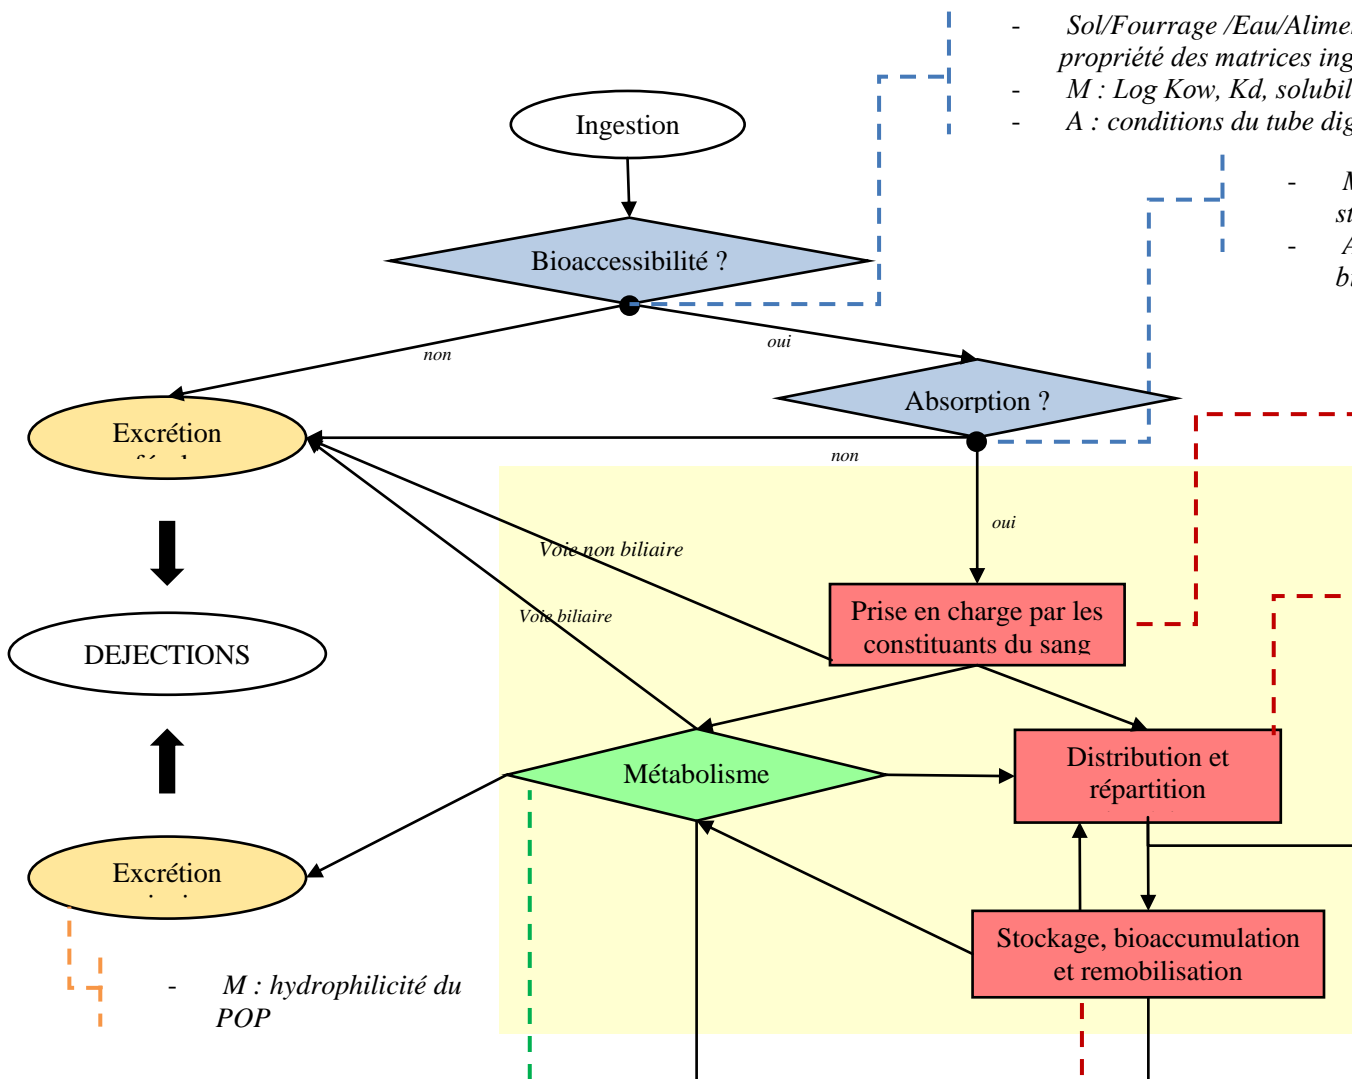 - Sol/Fourrage /Eau/Alime
propriété des matrices ing
- M : Log Kow, Kd, solubil
- A : conditions du tube dig
Ingestion
- M
st
- A
bi
Bioaccessibilité ?
non
oui
Absorption ?
Excrétion
non
oui
Voie non biliaire
Voie biliaire
Prise en charge par les
constituants du sang
DEJECTIONS
Métabolisme
Distribution et
répartition
Excrétion
Stockage, bioaccumulation
et remobilisation
- M : hydrophilicité du
POP